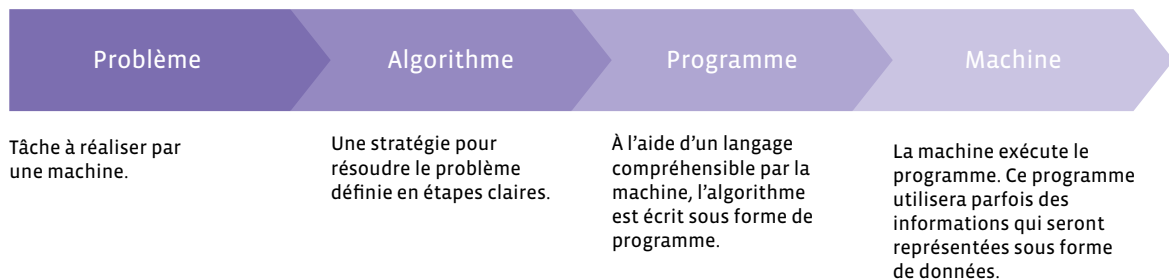 Problème
Algorithme
Programme
Machine
Tâche à réaliser par
une machine.
Une stratégie pour
résoudre le problème
définie en étapes claires.
À l’aide d’un langage
compréhensible par la
machine, l’algorithme
est écrit sous forme de
programme.
La machine exécute le
programme. Ce programme
utilisera parfois des
informations qui seront
représentées sous forme
de données.